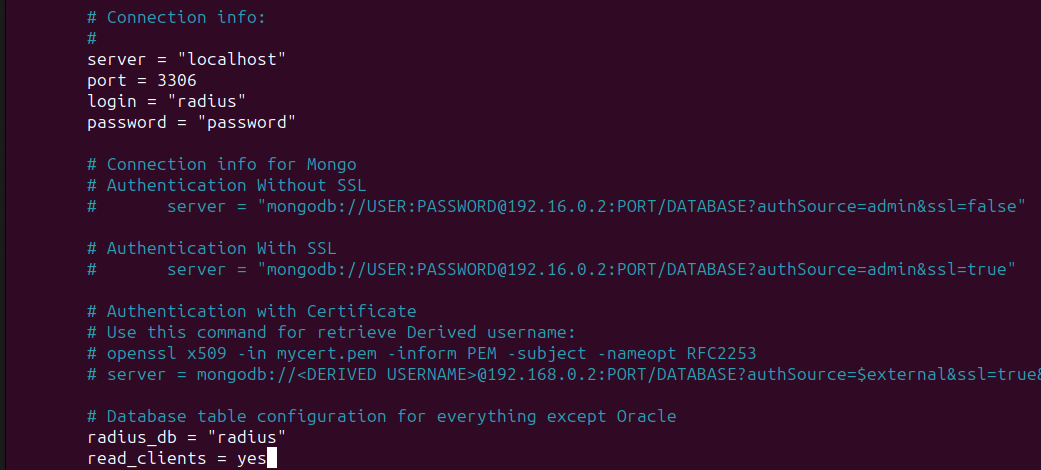 # Connection info:
#
server = "localhost"
port = 3306
login = "radius"
password = "password"
# Connection info for Mongo
# Authentication Without SSL
#       server = "mongodb://USER:PASSWORD@192.16.0.2:PORT/DATABASE?authSource=admin&ssl=false"
# Authentication With SSL
#       server = "mongodb://USER:PASSWORD@192.16.0.2:PORT/DATABASE?authSource=admin&ssl=true"
# Authentication with Certificate
# Use this command for retrieve Derived username:
# openssl x509 -in mycert.pem -inform PEM -subject -nameopt RFC2253
# server = mongodb://<DERIVED USERNAME>@192.168.0.2:PORT/DATABASE?authSource=$external&ssl=true&
# Database table configuration for everything except Oracle
radius_db = "radius"
read_clients = yes